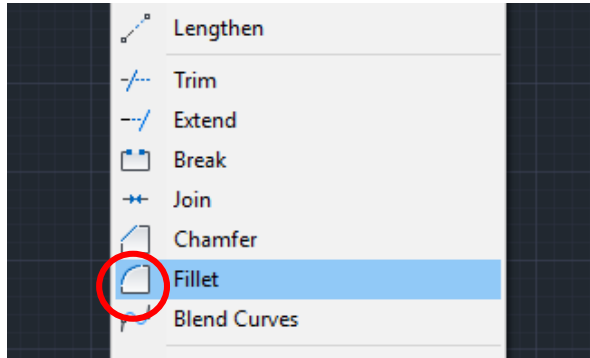 Lengthen
Trim
Extend
Break
Join
Chamfer
Fillet
Blend Curves